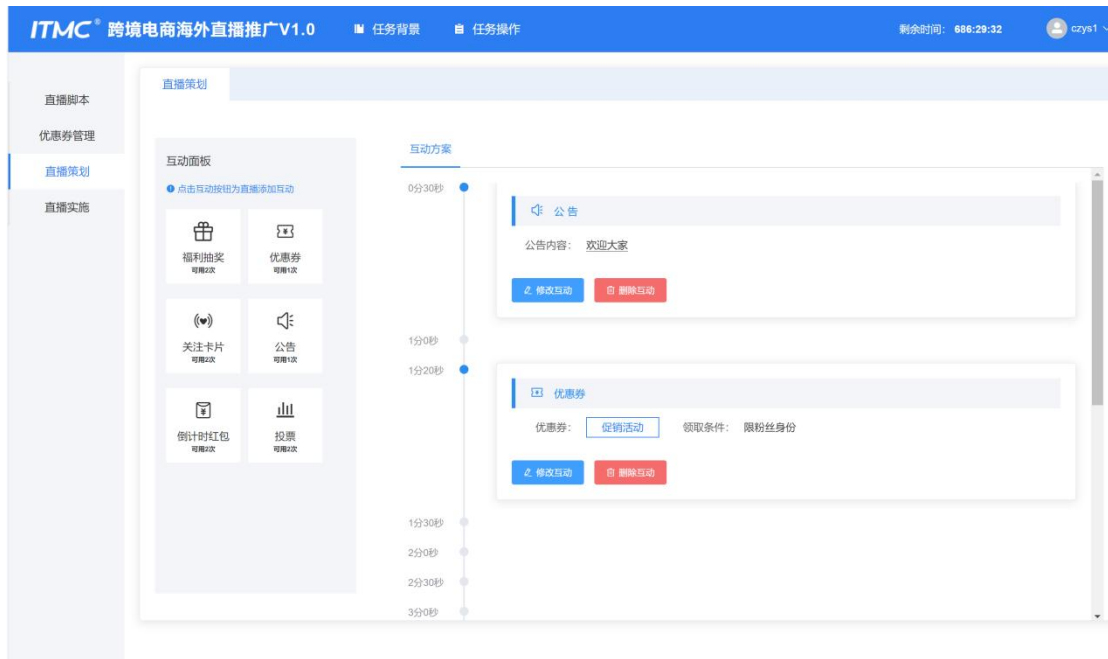 ITMC® 跨境电商海外直播推广V1.0 任务背景 任务操作 剩余时间： 686:29:32 czys1
直播脚本
优惠券管理
直播策划
直播实施
直播策划
互动面板
点击互动按钮为直播添加互动
福利抽奖 优惠券
可用2次 可用1次
关注卡片 公告
可用2次 可用1次
倒计时红包 投票
可用2次 可用2次
互动方案
0分30秒
公告
公告内容： 欢迎大家
修改互动 删除互动
1分0秒
1分20秒
优惠券
优惠券： 促销活动 领取条件： 限粉丝身份
修改互动 删除互动
1分30秒
2分0秒
2分30秒
3分0秒